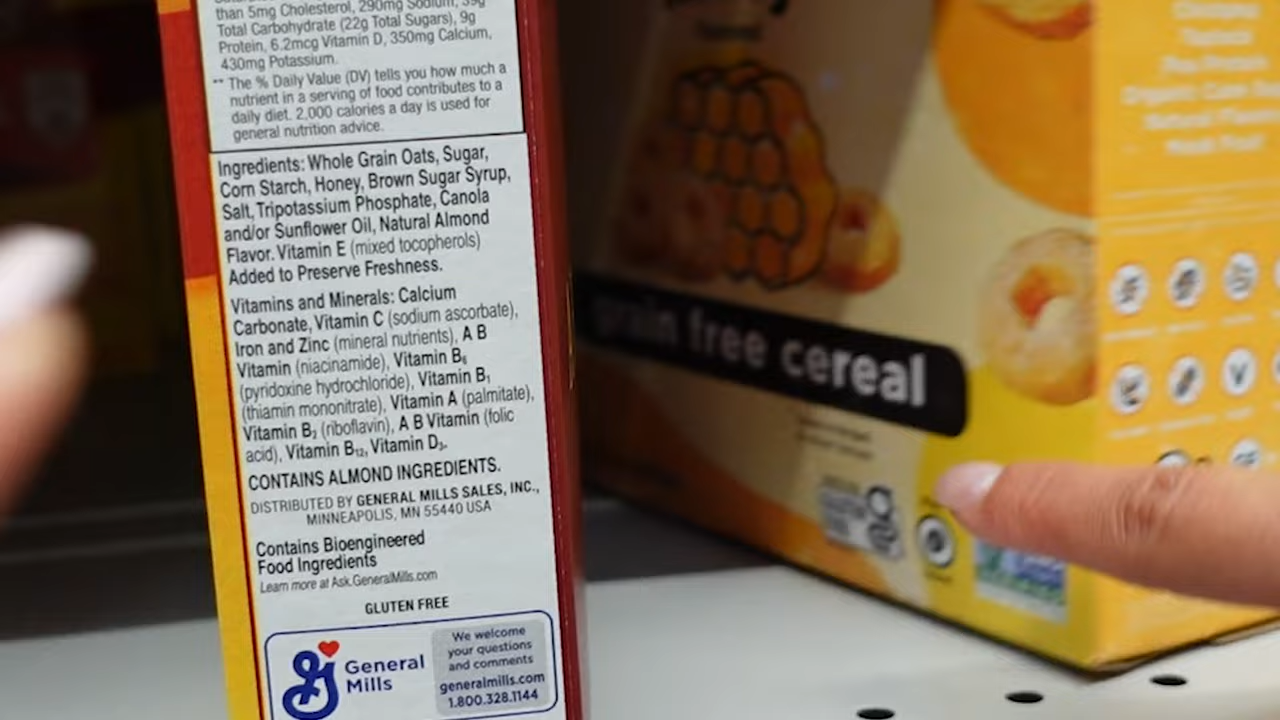 than 5mg Cholesterol, 290mg Sodium, 39g
Total Carbohydrate (22g Total Sugars), 9g
Protein, 6.2mcg Vitamin D, 350mg Calcium,
430mg Potassium.
** The % Daily Value (DV) tells you how much a
nutrient in a serving of food contributes to a
daily diet. 2,000 calories a day is used for
general nutrition advice.
Ingredients: Whole Grain Oats, Sugar,
Corn Starch, Honey, Brown Sugar Syrup,
Salt, Tripotassium Phosphate, Canola
and/or Sunflower Oil, Natural Almond
Flavor. Vitamin E (mixed tocopherols)
Added to Preserve Freshness.
Vitamins and Minerals: Calcium
Carbonate, Vitamin C (sodium ascorbate),
Iron and Zinc (mineral nutrients), A B
Vitamin (niacinamide), Vitamin B₆
(pyridoxine hydrochloride), Vitamin B₁
(thiamin mononitrate), Vitamin A (palmitate),
Vitamin B₂ (riboflavin), A B Vitamin (folic
acid), Vitamin B₁₂, Vitamin D₃.
CONTAINS ALMOND INGREDIENTS.
DISTRIBUTED BY GENERAL MILLS SALES, INC.,
MINNEAPOLIS, MN 55440 USA
Contains Bioengineered
Food Ingredients
Learn more at Ask.GeneralMills.com
GLUTEN FREE
General
Mills
We welcome
your questions
and comments
generalmills.com
1.800.328.1144
grain free cereal